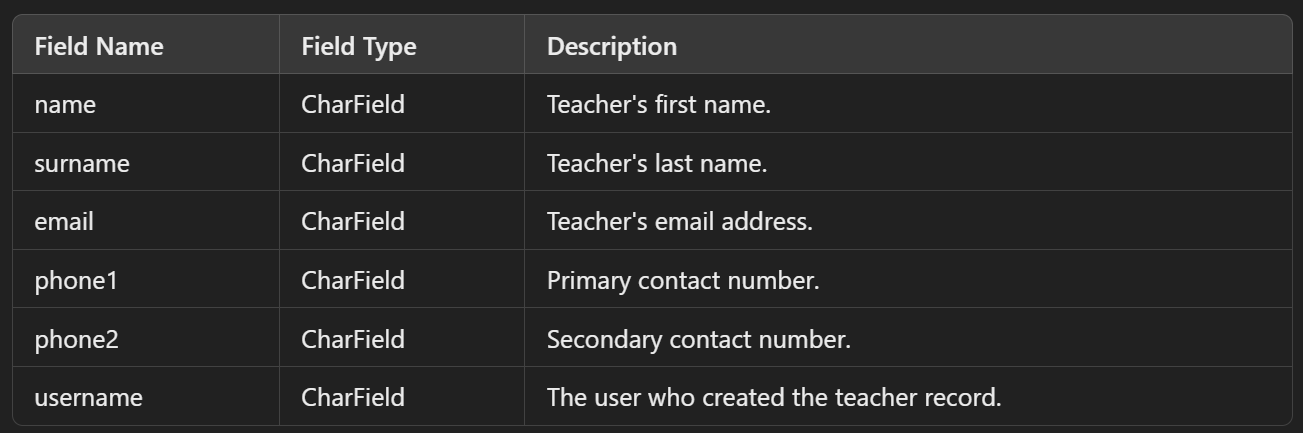 Field Name Field Type Description
name CharField Teacher's first name.
surname CharField Teacher's last name.
email CharField Teacher's email address.
phone1 CharField Primary contact number.
phone2 CharField Secondary contact number.
username CharField The user who created the teacher record.